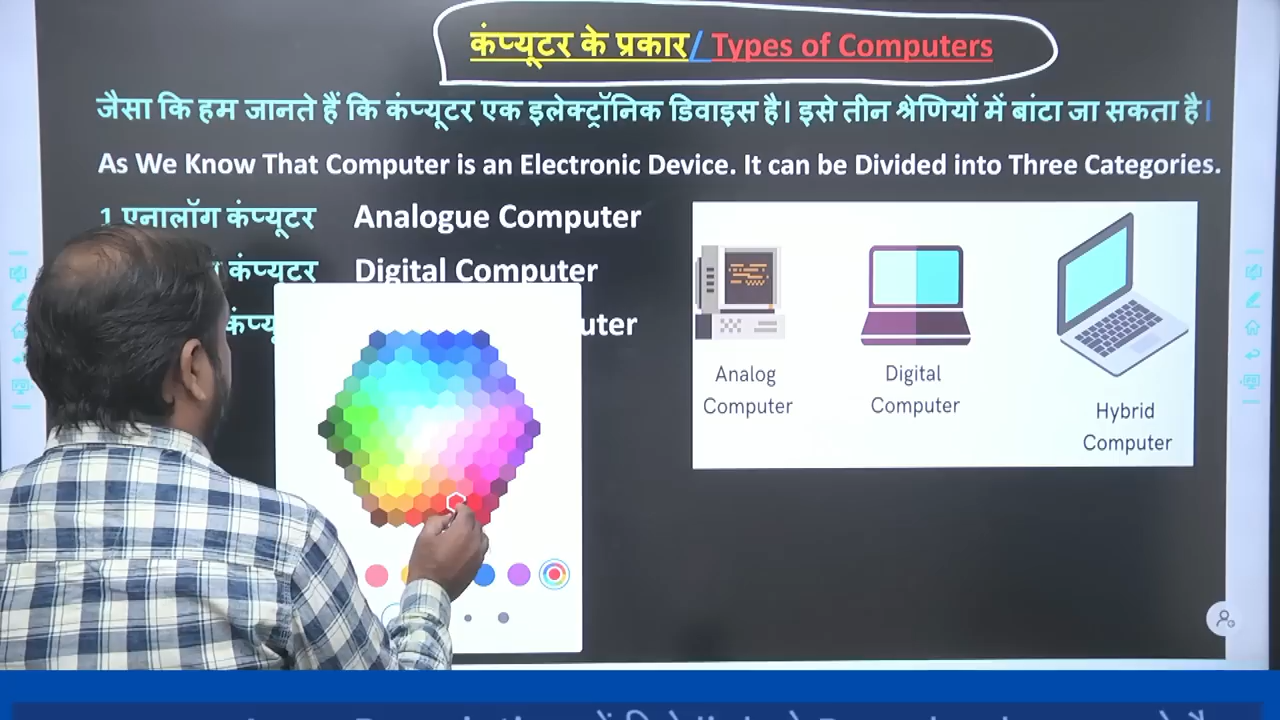 कंप्यूटर के प्रकार/ Types of Computers
जैसा कि हम जानते हैं कि कंप्यूटर एक इलेक्ट्रॉनिक डिवाइस है। इसे तीन श्रेणियों में बांटा जा सकता है।
As We Know That Computer is an Electronic Device. It can be Divided into Three Categories.
1 एनालॉग कंप्यूटर Analogue Computer
कंप्यूटर Digital Computer
Analog Computer
Digital Computer
Hybrid Computer